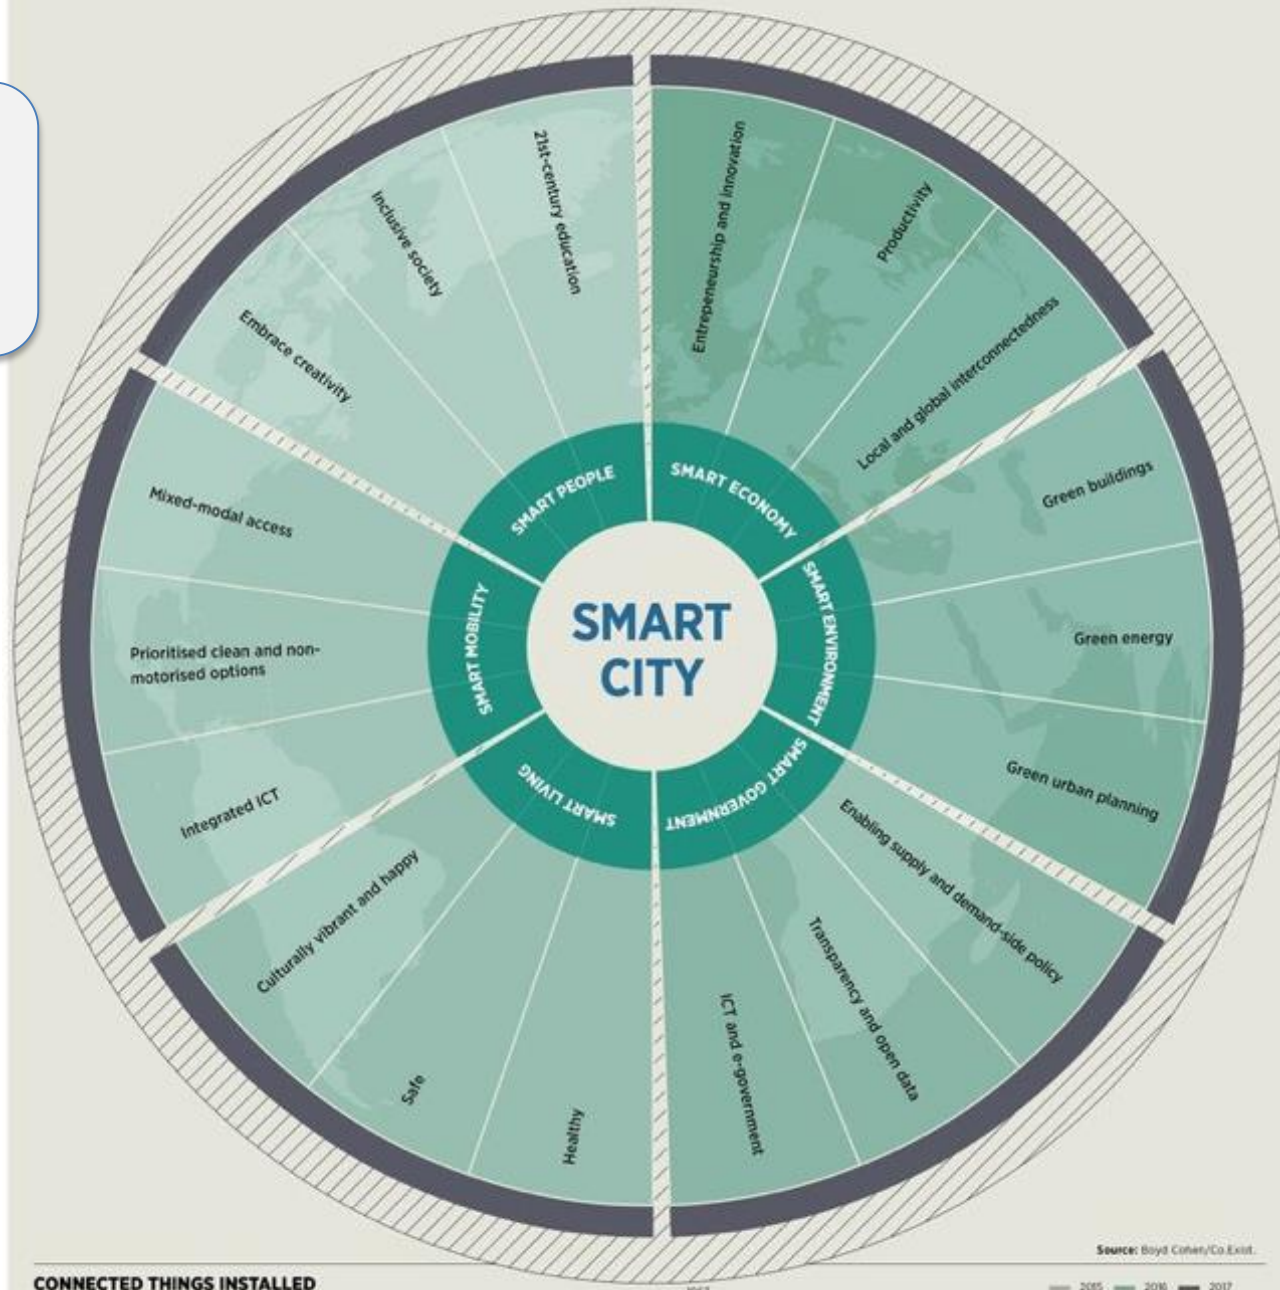 21st-century education
Inclusive society
Embrace creativity
Entrepeneurship and innovation
Productivity
Local and global interconnectedness
Green buildings
Green energy
Green urban planning
Enabling supply and demand-side policy
Transparency and open data
ICT and e-government
Healthy
Safe
Culturally vibrant and happy
Integrated ICT
Prioritised clean and non-
motorised options
Mixed-modal access
SMART PEOPLE
SMART ECONOMY
SMART ENVIRONMENT
SMART GOVERNMENT
SMART LIVING
SMART MOBILITY
SMART
CITY
Source: Boyd Cohen/Co.Exist.
CONNECTED THINGS INSTALLED
2015 2016 2017